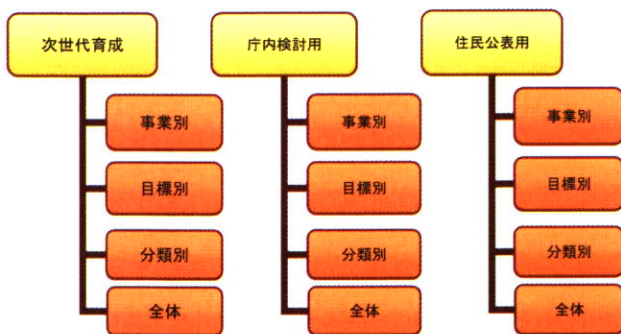 次世代育成
事業別
目標別
分類別
全体
庁内検討用
事業別
目標別
分類別
全体
住民公表用
事業別
目標別
分類別
全体